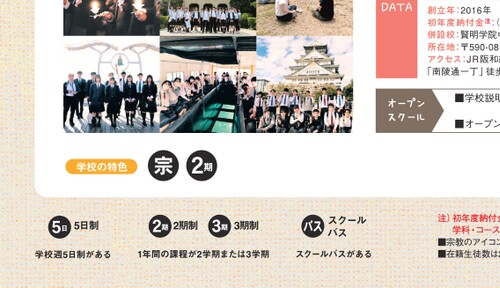 DATA
創立年：2016年
初年度納付金注：（
併設校：賢明学院中
所在地：〒590-08
アクセス：JR阪和
「南陵通一丁」徒歩
オープン
スクール
■学校説明
■オープン
学校の特色
宗
2期
5日 5日制
2期 2期制
3期 3期制
バス スクール
バス
学校週5日制がある
1年間の課程が2学期または3学期
スクールバスがある
注）初年度納付金
学科・コース
■宗教のアイコン
■在籍生徒数は